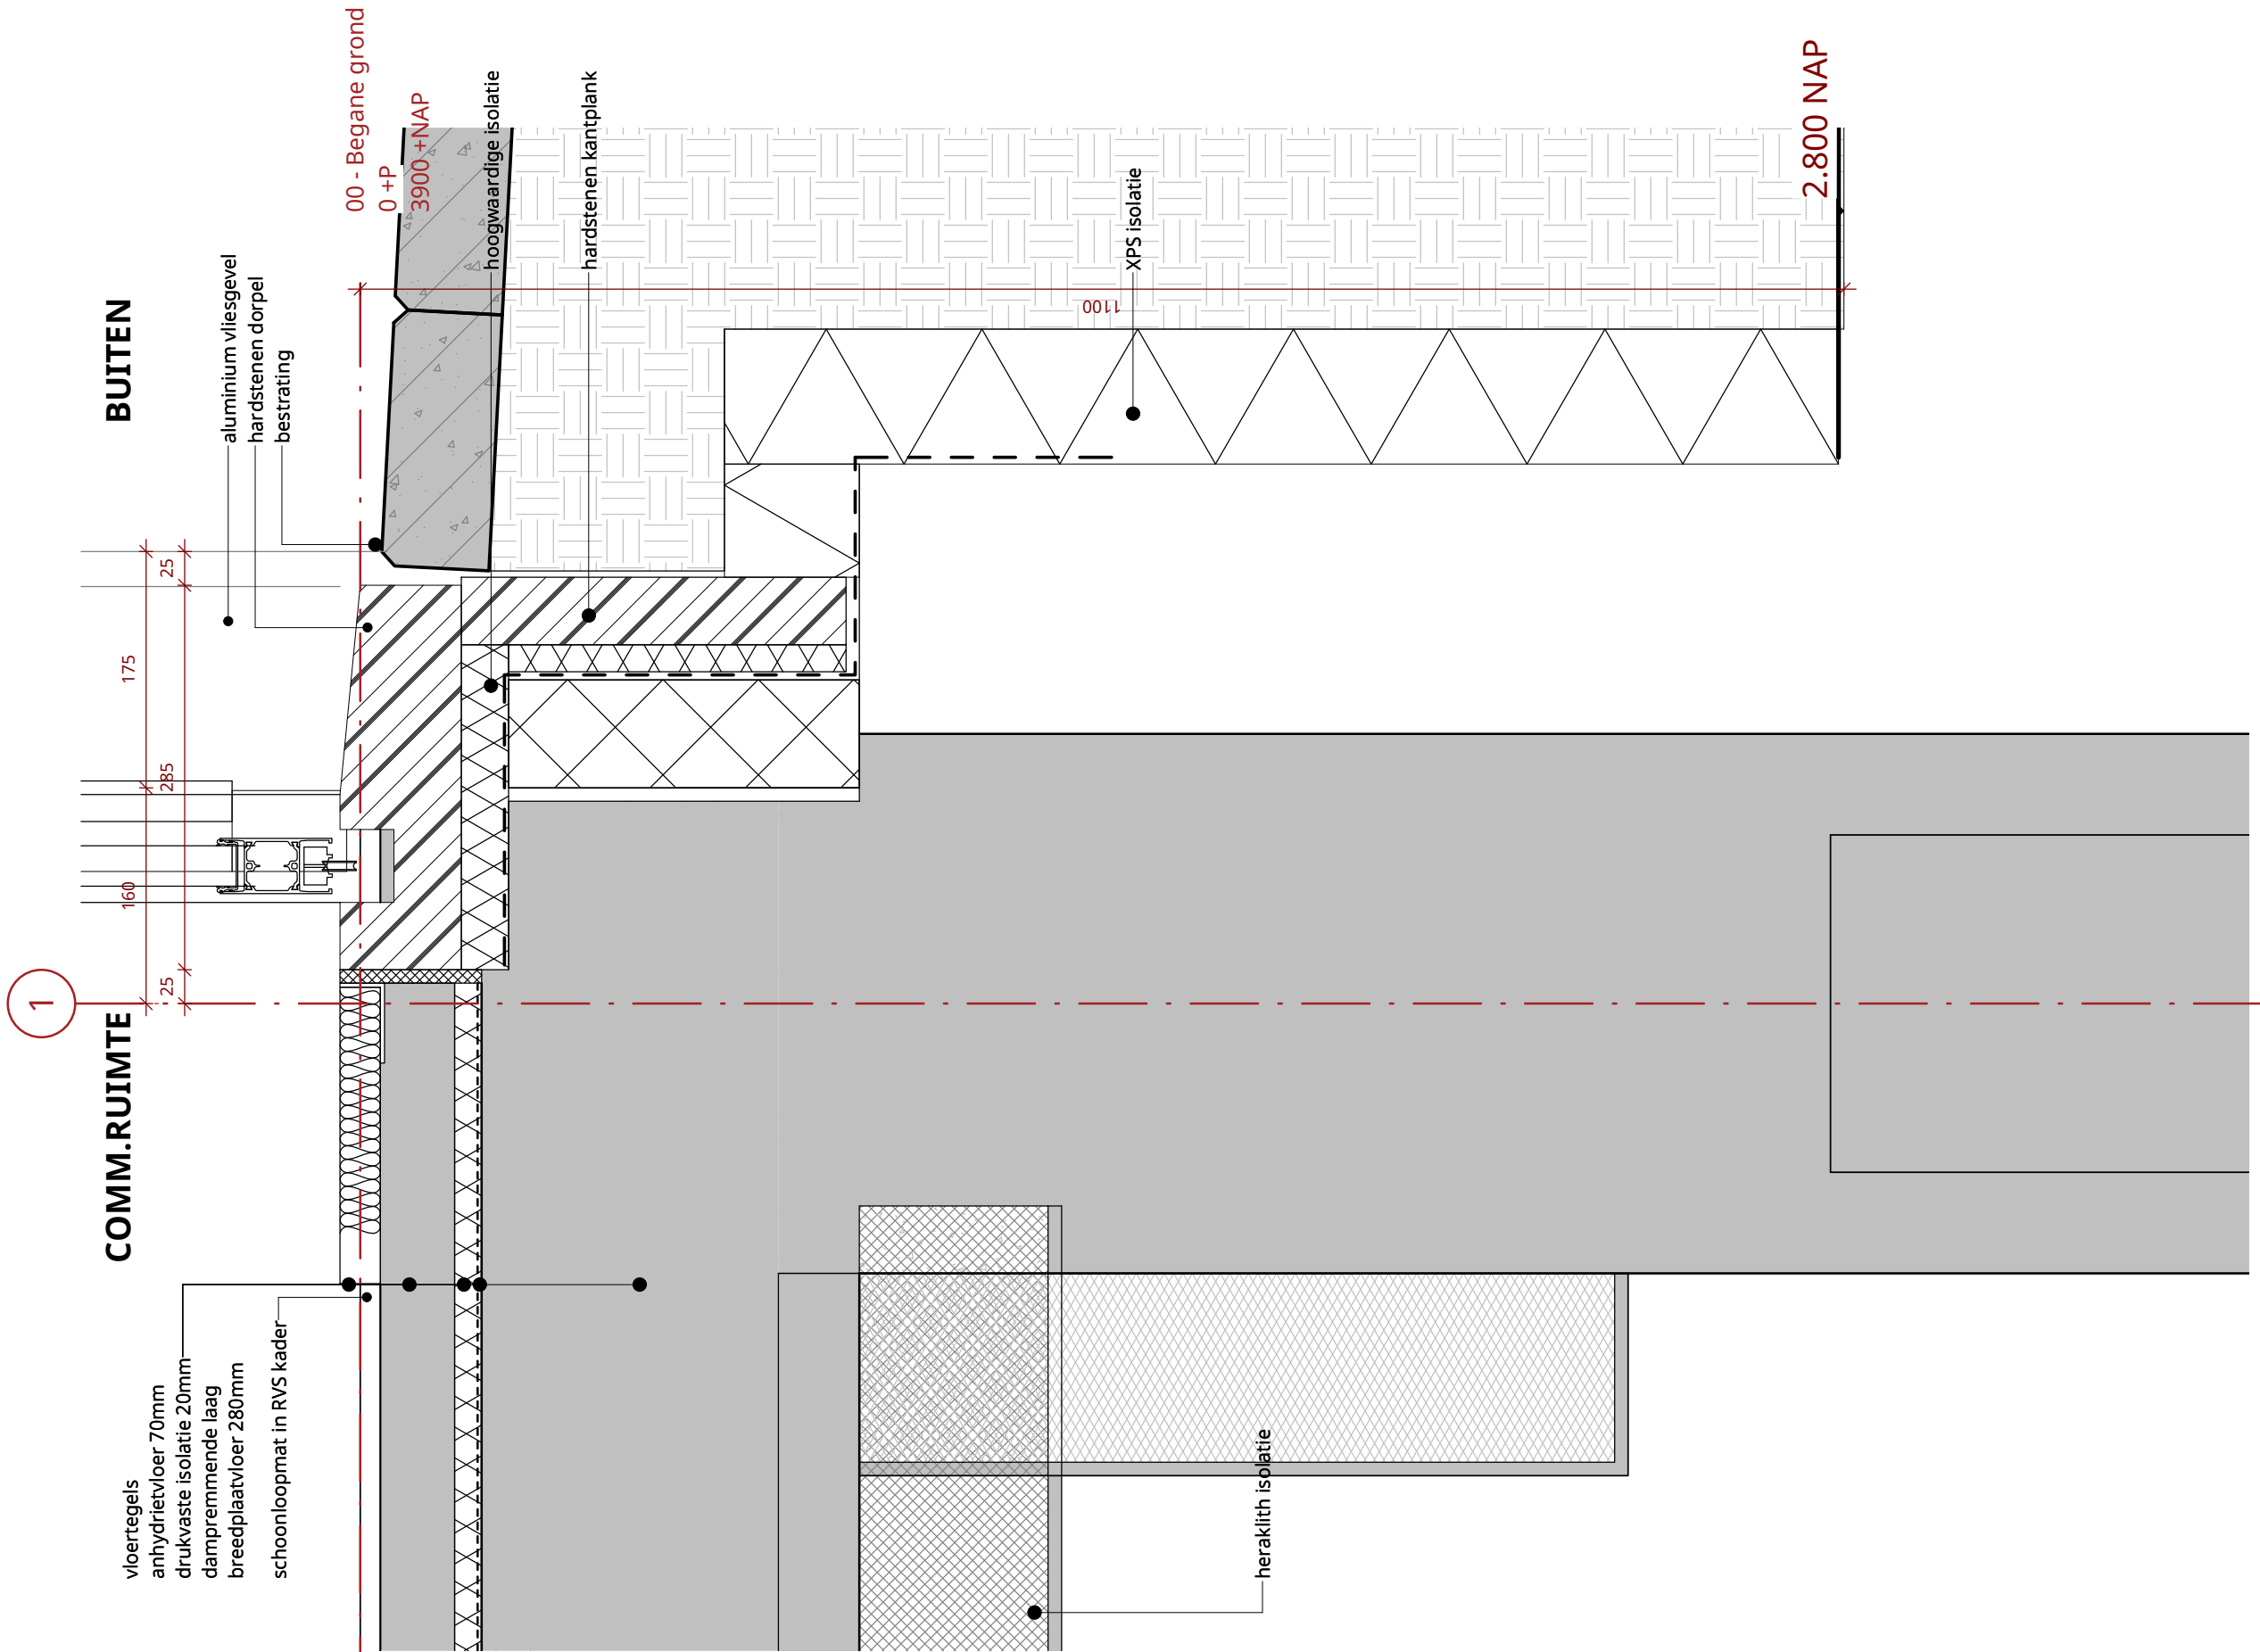 BUITEN
COMM.RUIMTE
1
00 - Begane grond
0 +P
3900 +NAP
2.800 NAP
aluminium vliesgevel
hardstenen dorpel
bestrating
hoogwaardige isolatie
hardstenen kantplank
XPS isolatie
1100
25
175
285
160
25
vloertegels
anhydrietvloer 70mm
drukvaste isolatie 20mm
dampremmende laag
breedplaatvloer 280mm
schoonloopmat in RVS kader
heraklith isolatie